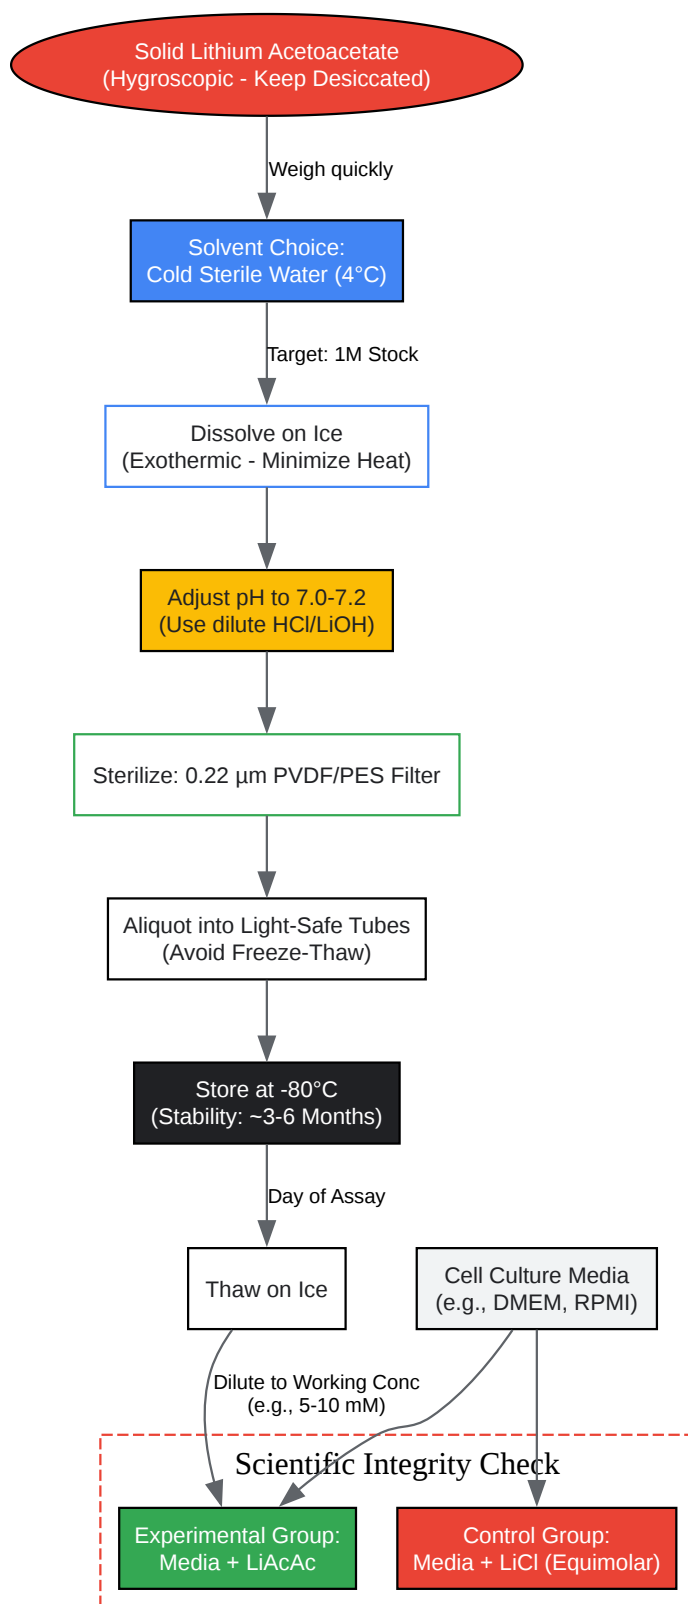 Solid Lithium Acetoacetate
(Hygroscopic - Keep Desiccated)
Weigh quickly
Solvent Choice:
Cold Sterile Water (4°C)
Target: 1M Stock
Dissolve on Ice
(Exothermic - Minimize Heat)
Adjust pH to 7.0-7.2
(Use dilute HCl/LiOH)
Sterilize: 0.22 µm PVDF/PES Filter
Aliquot into Light-Safe Tubes
(Avoid Freeze-Thaw)
Store at -80°C
(Stability: ~3-6 Months)
Day of Assay
Thaw on Ice
Cell Culture Media
(e.g., DMEM, RPMI)
Dilute to Working Conc
(e.g., 5-10 mM)
Scientific Integrity Check
Experimental Group:
Media + LiAcAc
Control Group:
Media + LiCl (Equimolar)